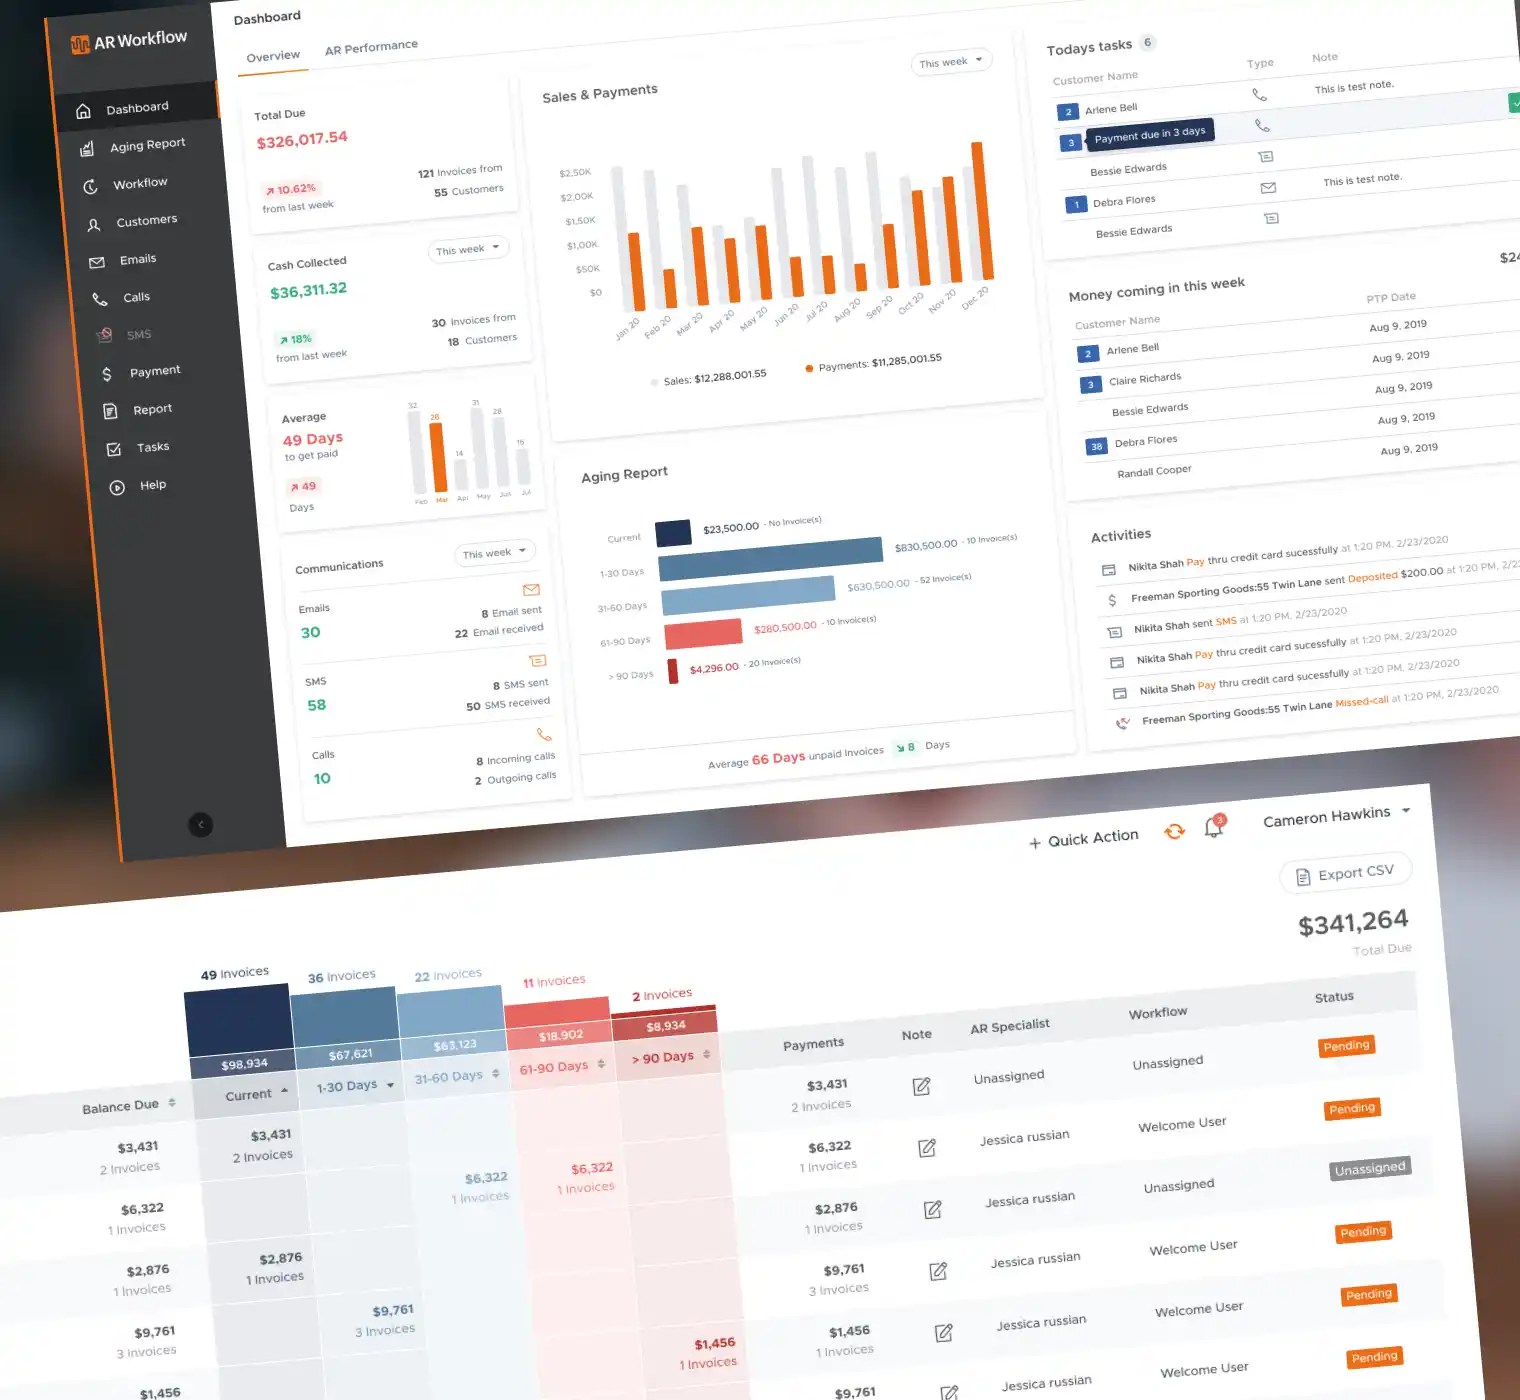 AR Workflow
Dashboard
Aging Report
Workflow
Customers
Emails
Calls
SMS
Payment
Report
Tasks
Help
Dashboard
Overview
AR Performance
Total Due
$326,017.54
10.62%
from last week
121 Invoices from
55 Customers
Cash Collected
This week
$36,311.32
18%
from last week
30 Invoices from
18 Customers
Average
49 Days
to get paid
49
Days
32
28
14
31
28
15
Feb
Mar
Apr
May
Jun
Jul
Communications
This week
Emails
30
8 Email sent
22 Email received
SMS
58
8 SMS sent
50 SMS received
Calls
10
8 Incoming calls
2 Outgoing calls
Sales & Payments
This week
$2,50K
$2,00K
$1,50K
$1,00K
$50K
$0
Jan 20
Feb 20
Mar 20
Apr 20
May 20
Jun 20
Jul 20
Aug 20
Sep 20
Oct 20
Nov 20
Dec 20
Sales: $12,288,001.55
Payments: $11,285,001.55
Aging Report
Current
$23,500.00 - No Invoice(s)
1-30 Days
$830,500.00 - 10 Invoice(s)
31-60 Days
$630,500.00 - 52 Invoice(s)
61-90 Days
$280,500.00 - 10 Invoice(s)
> 90 Days
$4,296.00 - 20 Invoice(s)
Average 66 Days unpaid Invoices 8 Days
Todays tasks 6
Customer Name Type Note
2 Arlene Bell This is test note.
3 Payment due in 3 days
Bessie Edwards
1 Debra Flores This is test note.
Bessie Edwards
Money coming in this week
Customer Name PTP Date
2 Arlene Bell Aug 9, 2019
3 Claire Richards Aug 9, 2019
Bessie Edwards Aug 9, 2019
38 Debra Flores Aug 9, 2019
Randall Cooper Aug 9, 2019
Activities
Nikita Shah Pay thru credit card sucessfully at 1:20 PM, 2/23/2020
Freeman Sporting Goods:55 Twin Lane sent Deposited $200.00 at 1:20 PM,
Nikita Shah sent SMS at 1:20 PM, 2/23/2020
Nikita Shah Pay thru credit card sucessfully at 1:20 PM, 2/23/2020
Nikita Shah Pay thru credit card sucessfully at 1:20 PM, 2/23/2020
Freeman Sporting Goods:55 Twin Lane Missed-call at 1:20 PM, 2/23/2020
+ Quick Action
3
Cameron Hawkins
Export CSV
$341,264
Total Due
49 Invoices
36 Invoices
22 Invoices
11 Invoices
2 Invoices
$98,934
$67,621
$63,123
$18,902
$8,934
Balance Due Current 1-30 Days 31-60 Days 61-90 Days > 90 Days Payments Note AR Specialist Workflow Status
$3,431 $3,431 $3,431 Unassigned Unassigned Pending
2 Invoices 2 Invoices 2 Invoices
$6,322 $6,322 $6,322 $6,322 Jessica russian Welcome User Pending
1 Invoices 1 Invoices 1 Invoices 1 Invoices
$2,876 $2,876 $2,876 Jessica russian Unassigned Unassigned
1 Invoices 1 Invoices 1 Invoices
$9,761 $9,761 $9,761 Jessica russian Welcome User Pending
3 Invoices 3 Invoices 3 Invoices
$1,456 $1,456 $1,456 Jessica russian Welcome User Pending
1 Invoices 1 Invoices
$9,761 Jessica russian Welcome User Pending